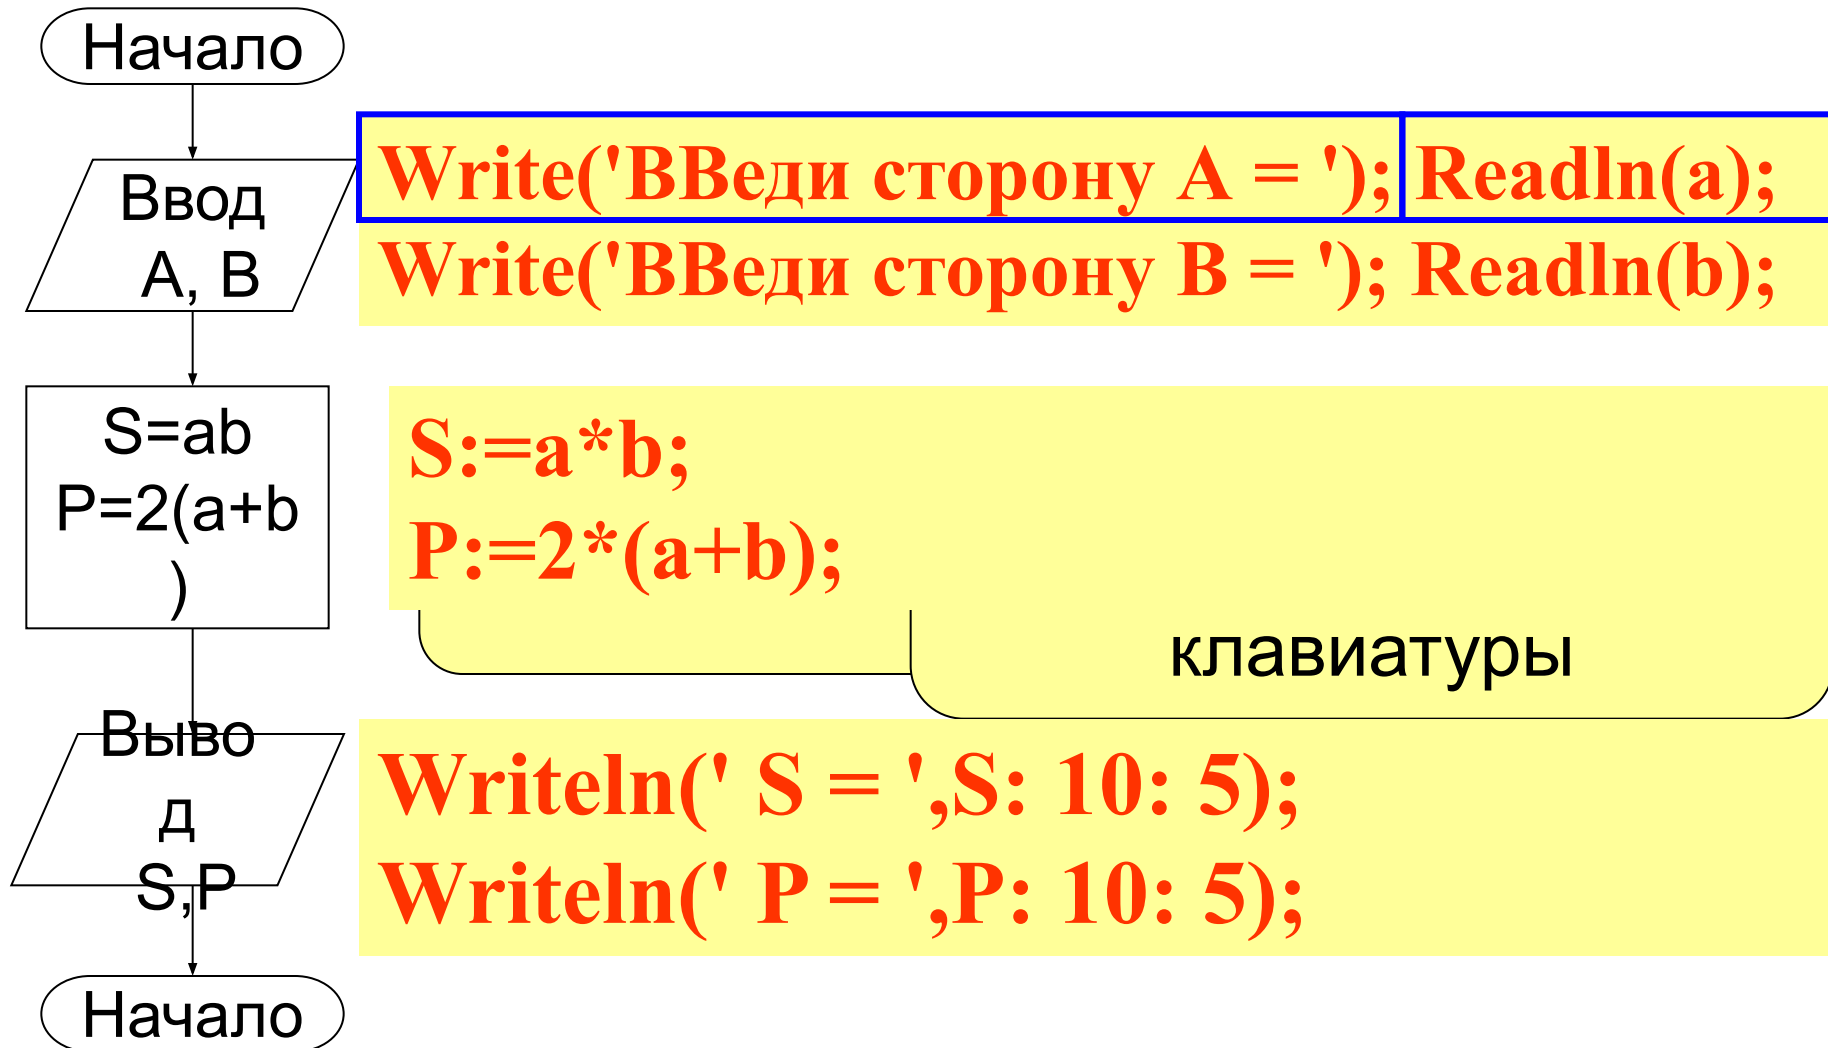 Начало
Ввод
A, B
Write('ВВеди сторону A = '); Readln(a);
Write('ВВеди сторону B = '); Readln(b);
S=ab
P=2(a+b
)
S:=a*b;
P:=2*(a+b);
клавиатуры
Выво
д
S,P
Writeln(' S = ',S: 10: 5);
Writeln(' P = ',P: 10: 5);
Начало